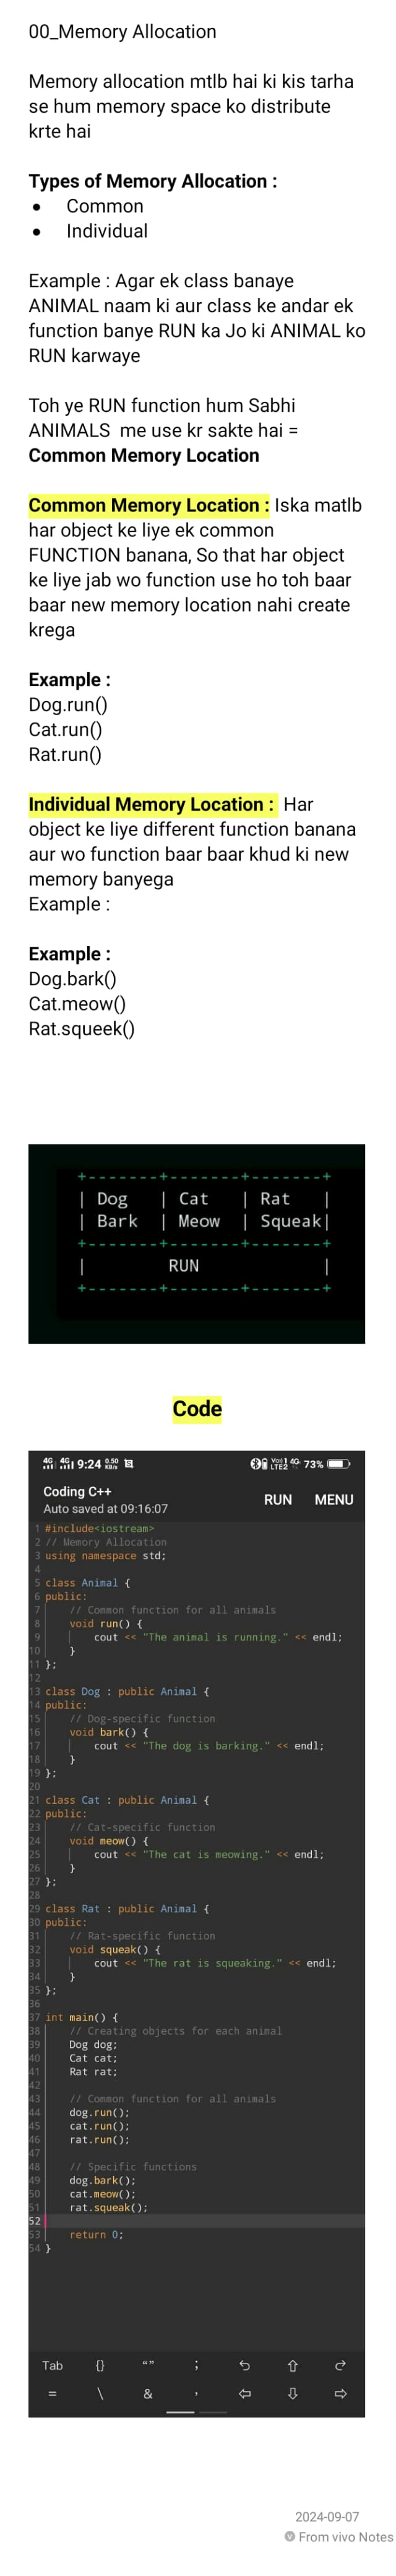 00_Memory Allocation
Memory allocation mtlb hai ki kis tarha
se hum memory space ko distribute
krte hai
Types of Memory Allocation :
• Common
• Individual
Example : Agar ek class banaye
ANIMAL naam ki aur class ke andar ek
function banye RUN ka Jo ki ANIMAL ko
RUN karwaye
Toh ye RUN function hum Sabhi
ANIMALS me use kr sakte hai =
Common Memory Location
Common Memory Location : Iska matlb
har object ke liye ek common
FUNCTION banana, So that har object
ke liye jab wo function use ho toh baar
baar new memory location nahi create
krega
Example :
Dog.run()
Cat.run()
Rat.run()
Individual Memory Location : Har
object ke liye different function banana
aur wo function baar baar khud ki new
memory banyega
Example :
Example :
Dog.bark()
Cat.meow()
Rat.squeek()
+-------+-------+-------+
| Dog | Cat | Rat |
| Bark | Meow | Squeak|
+-------+-------+-------+
| RUN |
+-------+-------+-------+
Code
4G 4G 9:24 0.50 KB/s VoLTE2 4G 73%
Coding C++
Auto saved at 09:16:07
RUN MENU
1 #include<iostream>
2 // Memory Allocation
3 using namespace std;
4
5 class Animal {
6 public:
7 // Common function for all animals
8 void run() {
9 cout << "The animal is running." << endl;
10 }
11 };
12
13 class Dog : public Animal {
14 public:
15 // Dog-specific function
16 void bark() {
17 cout << "The dog is barking." << endl;
18 }
19 };
20
21 class Cat : public Animal {
22 public:
23 // Cat-specific function
24 void meow() {
25 cout << "The cat is meowing." << endl;
26 }
27 };
28
29 class Rat : public Animal {
30 public:
31 // Rat-specific function
32 void squeak() {
33 cout << "The rat is squeaking." << endl;
34 }
35 };
36
37 int main() {
38 // Creating objects for each animal
39 Dog dog;
40 Cat cat;
41 Rat rat;
42
43 // Common function for all animals
44 dog.run();
45 cat.run();
46 rat.run();
47
48 // Specific functions
49 dog.bark();
50 cat.meow();
51 rat.squeak();
52
53 return 0;
54 }
Tab {} “” ;
= \ & ,
2024-09-07
From vivo Notes